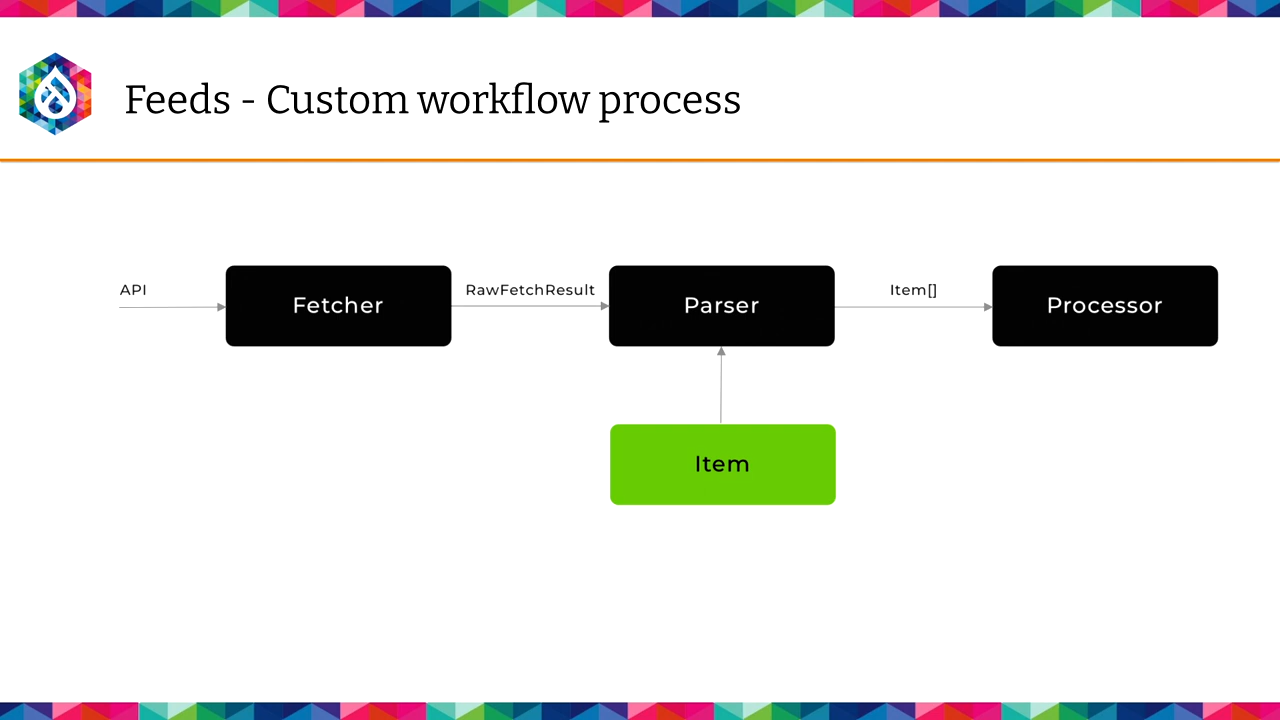 Feeds - Custom workflow process
API
Fetcher
RawFetchResult
Parser
Item[]
Processor
Item